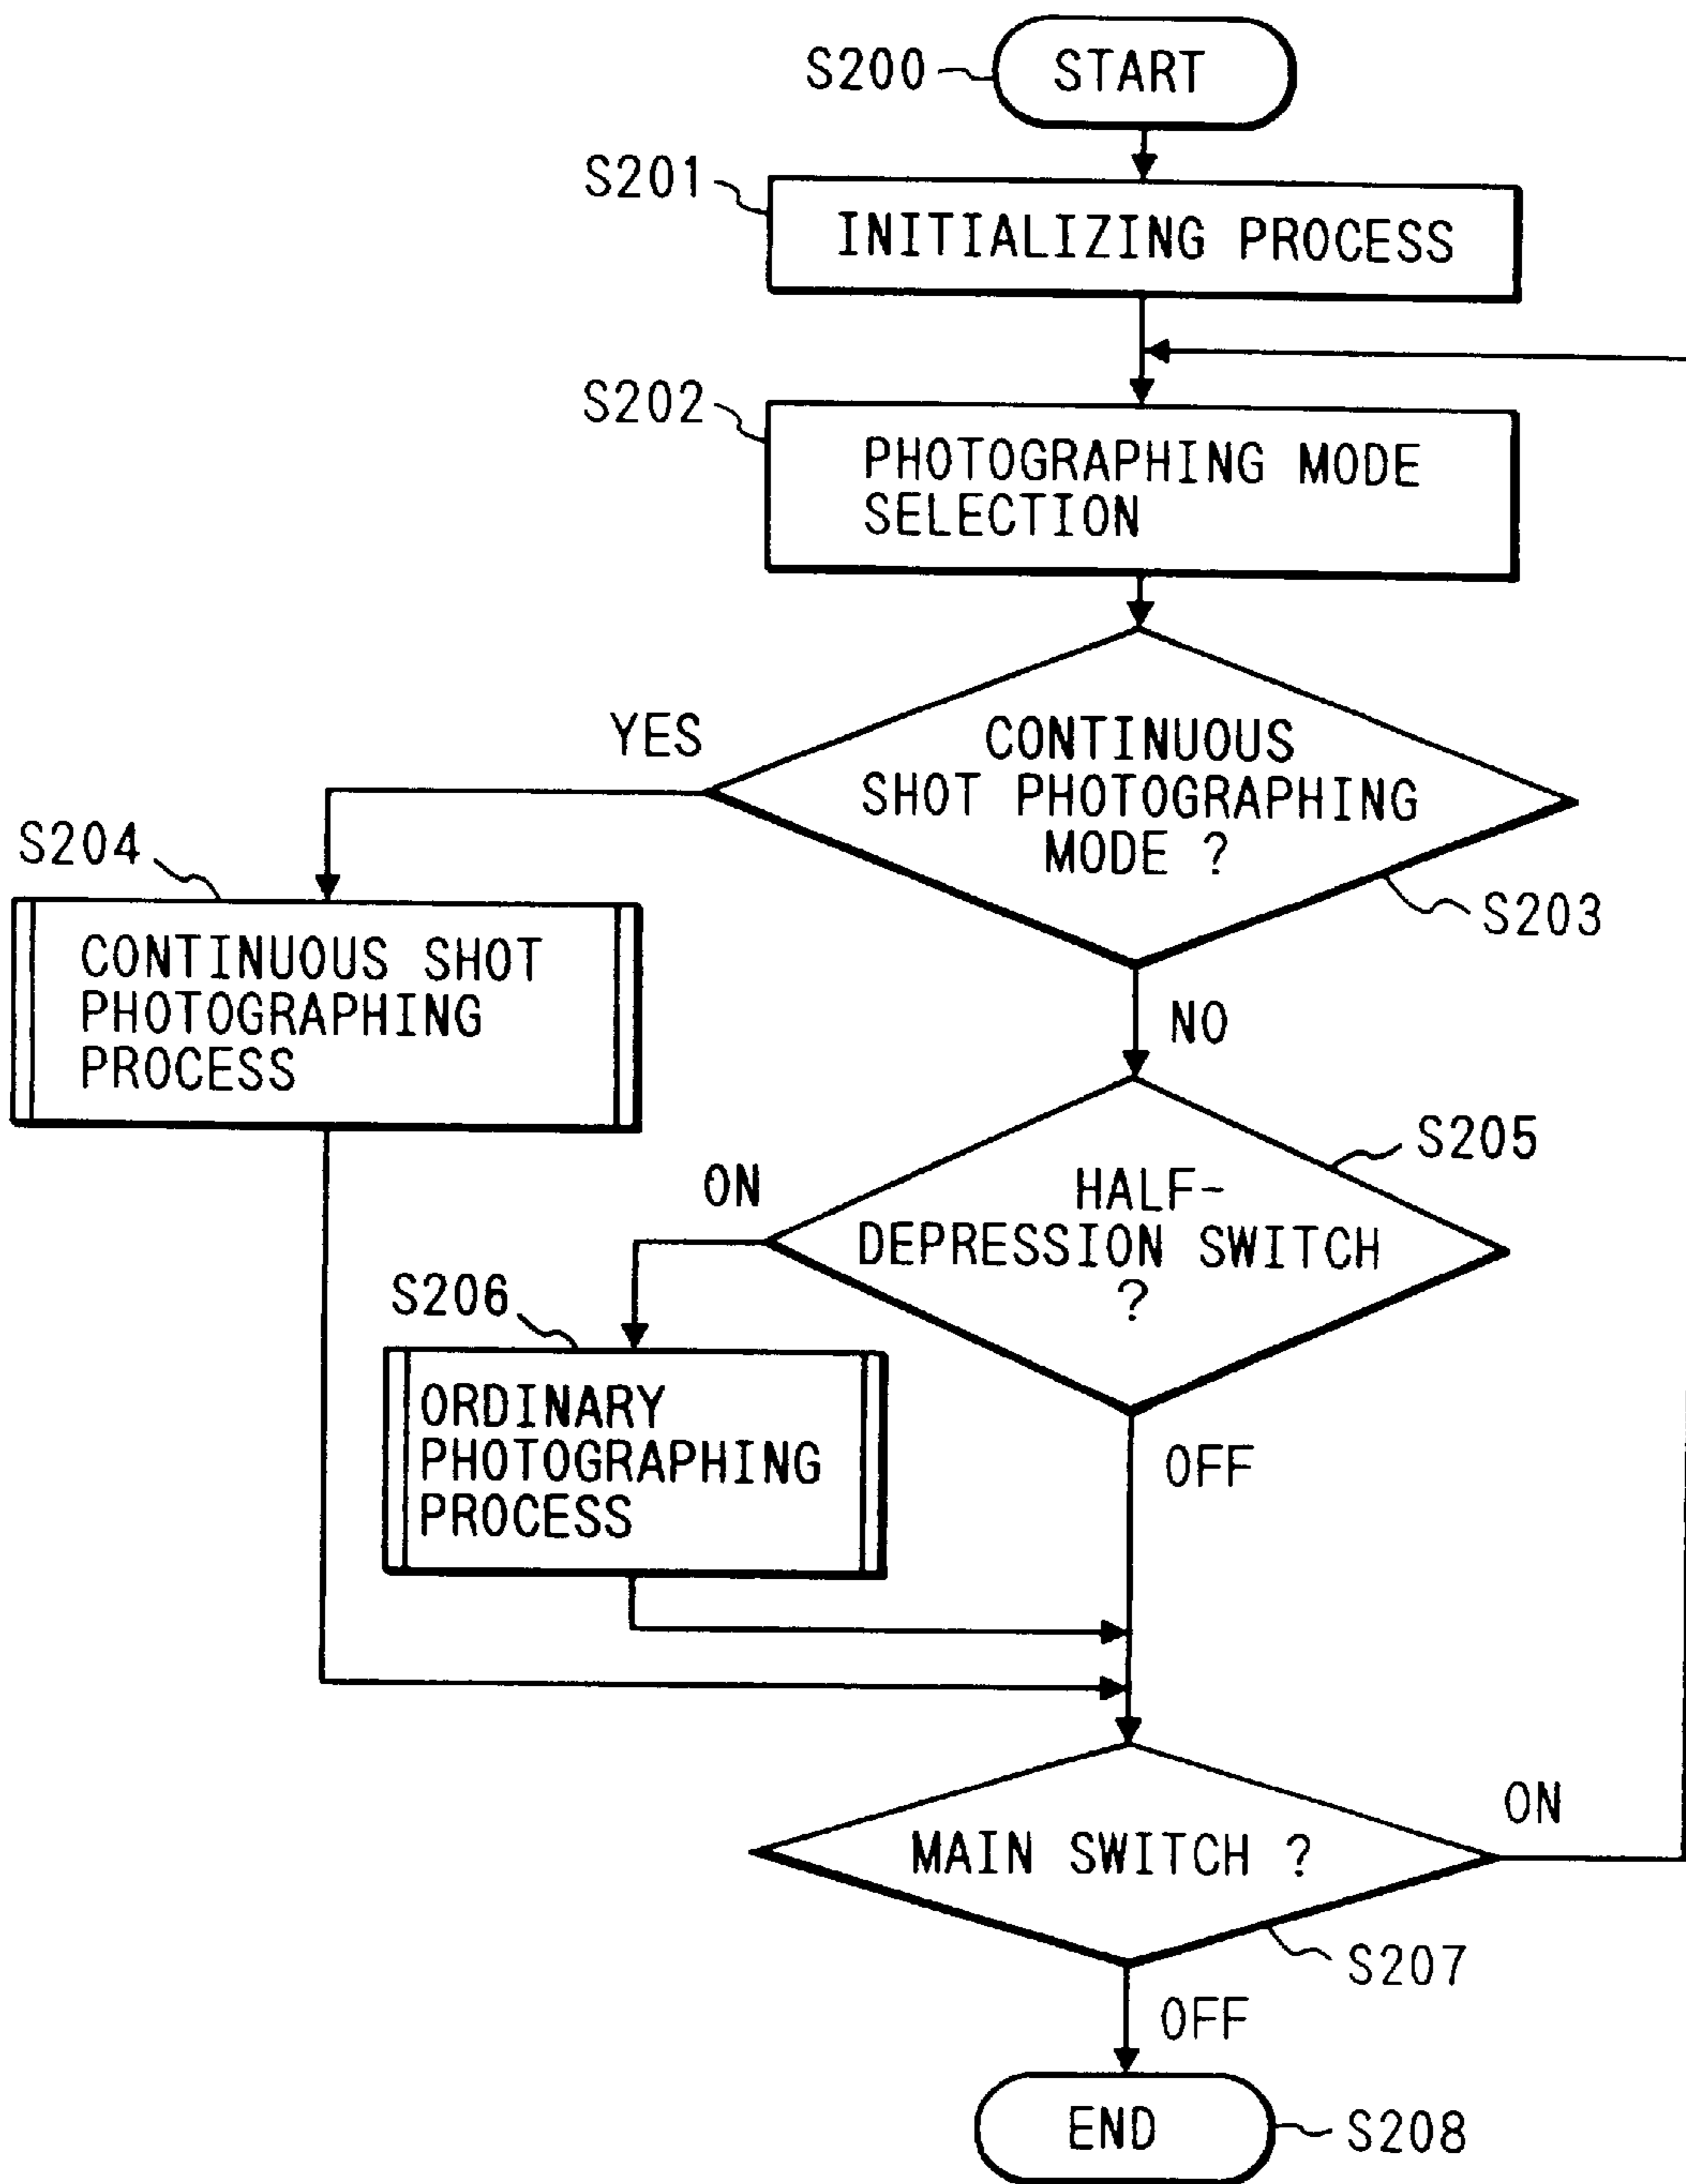 S200
START
S201
INITIALIZING PROCESS
S202
PHOTOGRAPHING MODE
SELECTION
YES
CONTINUOUS
SHOT PHOTOGRAPHING
MODE ?
S203
S204
CONTINUOUS SHOT
PHOTOGRAPHING
PROCESS
NO
S205
ON
HALF-
DEPRESSION SWITCH
?
S206
ORDINARY
PHOTOGRAPHING
PROCESS
OFF
MAIN SWITCH ?
ON
S207
OFF
END
S208